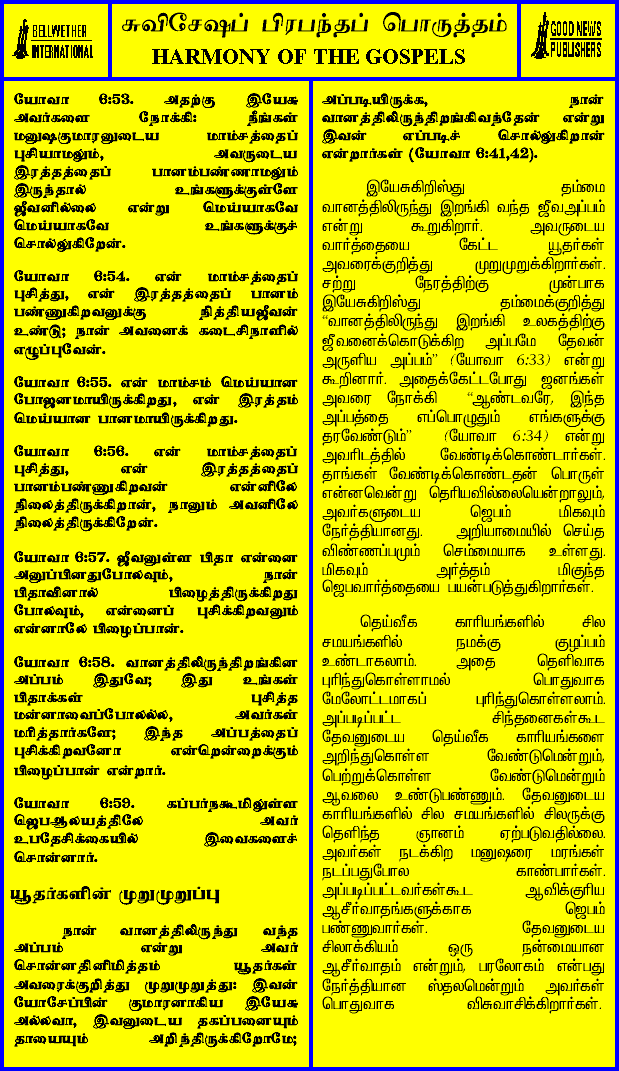 BELLWETHER
INTERNATIONAL
சுவிசேஷப் பிரபந்தப் பொருத்தம்
HARMONY OF THE GOSPELS
GOOD NEWS
PUBLISHERS
யோவா 6:53. அதற்கு இயேசு
அவர்களை நோக்கி: நீங்கள்
மனுஷகுமாரனுடைய மாம்சத்தைப்
புசியாமலும், அவருடைய
இரத்தத்தைப் பானம்பண்ணாமலும்
இருந்தால் உங்களுக்குள்ளே
ஜீவனில்லை என்று மெய்யாகவே
மெய்யாகவே உங்களுக்குச்
சொல்லுகிறேன்.
யோவா 6:54. என் மாம்சத்தைப்
புசித்து, என் இரத்தத்தைப் பானம்
பண்ணுகிறவனுக்கு நித்தியஜீவன்
உண்டு; நான் அவனைக் கடைசிநாளில்
எழுப்புவேன்.
யோவா 6:55. என் மாம்சம் மெய்யான
போஜனமாயிருக்கிறது, என் இரத்தம்
மெய்யான பானமாயிருக்கிறது.
யோவா 6:56. என் மாம்சத்தைப்
புசித்து, என் இரத்தத்தைப்
பானம்பண்ணுகிறவன் என்னிலே
நிலைத்திருக்கிறான், நானும் அவனிலே
நிலைத்திருக்கிறேன்.
யோவா 6:57. ஜீவனுள்ள பிதா என்னை
அனுப்பினதுபோலவும், நான்
பிதாவினால் பிழைத்திருக்கிறது
போலவும், என்னைப் புசிக்கிறவனும்
என்னாலே பிழைப்பான்.
யோவா 6:58. வானத்திலிருந்திறங்கின
அப்பம் இதுவே; இது உங்கள்
பிதாக்கள் புசித்த
மன்னாவைப்போலல்ல, அவர்கள்
மரித்தார்களே; இந்த அப்பத்தைப்
புசிக்கிறவனோ என்றென்றைக்கும்
பிழைப்பான் என்றார்.
யோவா 6:59. கப்பர்நகூமிலுள்ள
ஜெபஆலயத்திலே அவர்
உபதேசிக்கையில் இவைகளைச்
சொன்னார்.
யூதர்களின் முறுமுறுப்பு
நான் வானத்திலிருந்து வந்த
அப்பம் என்று அவர்
சொன்னதினிமித்தம் யூதர்கள்
அவரைக்குறித்து முறுமுறுத்து: இவன்
யோசேப்பின் குமாரனாகிய இயேசு
அல்லவா, இவனுடைய தகப்பனையும்
தாயையும் அறிந்திருக்கிறோமே;
அப்படியிருக்க, நான்
வானத்திலிருந்திறங்கிவந்தேன் என்று
இவன் எப்படிச் சொல்லுகிறான்
என்றார்கள் (யோவா 6:41,42).
இயேசுகிறிஸ்து தம்மை
வானத்திலிருந்து இறங்கி வந்த ஜீவஅப்பம்
என்று கூறுகிறார். அவருடைய
வார்த்தையை கேட்ட யூதர்கள்
அவரைக்குறித்து முறுமுறுக்கிறார்கள்.
சற்று நேரத்திற்கு முன்பாக
இயேசுகிறிஸ்து தம்மைக்குறித்து
“வானத்திலிருந்து இறங்கி உலகத்திற்கு
ஜீவனைக்கொடுக்கிற அப்பமே தேவன்
அருளிய அப்பம்” (யோவா 6:33) என்று
கூறினார். அதைக்கேட்டபோது ஜனங்கள்
அவரை நோக்கி “ஆண்டவரே, இந்த
அப்பத்தை எப்பொழுதும் எங்களுக்கு
தரவேண்டும்” (யோவா 6:34) என்று
அவரிடத்தில் வேண்டிக்கொண்டார்கள்.
தாங்கள் வேண்டிக்கொண்டதன் பொருள்
என்னவென்று தெரியவில்லையென்றாலும்,
அவர்களுடைய ஜெபம் மிகவும்
நேர்த்தியானது. அறியாமையில் செய்த
விண்ணப்பமும் செம்மையாக உள்ளது.
மிகவும் அர்த்தம் மிகுந்த
ஜெபவார்த்தையை பயன்படுத்துகிறார்கள்.
தெய்வீக காரியங்களில் சில
சமயங்களில் நமக்கு குழப்பம்
உண்டாகலாம். அதை தெளிவாக
புரிந்துகொள்ளாமல் பொதுவாக
மேலோட்டமாகப் புரிந்துகொள்ளலாம்.
அப்படிப்பட்ட சிந்தனைகள்கூட
தேவனுடைய தெய்வீக காரியங்களை
அறிந்துகொள்ள வேண்டுமென்றும்,
பெற்றுக்கொள்ள வேண்டுமென்றும்
ஆவலை உண்டுபண்ணும். தேவனுடைய
காரியங்களில் சில சமயங்களில் சிலருக்கு
தெளிந்த ஞானம் ஏற்படுவதில்லை.
அவர்கள் நடக்கிற மனுஷரை மரங்கள்
நடப்பதுபோல காண்பார்கள்.
அப்படிப்பட்டவர்கள்கூட ஆவிக்குரிய
ஆசீர்வாதங்களுக்காக ஜெபம்
பண்ணுவார்கள். தேவனுடைய
சிலாக்கியம் ஒரு நன்மையான
ஆசீர்வாதம் என்றும், பரலோகம் என்பது
நேர்த்தியான ஸ்தலமென்றும் அவர்கள்
பொதுவாக விசுவாசிக்கிறார்கள்.